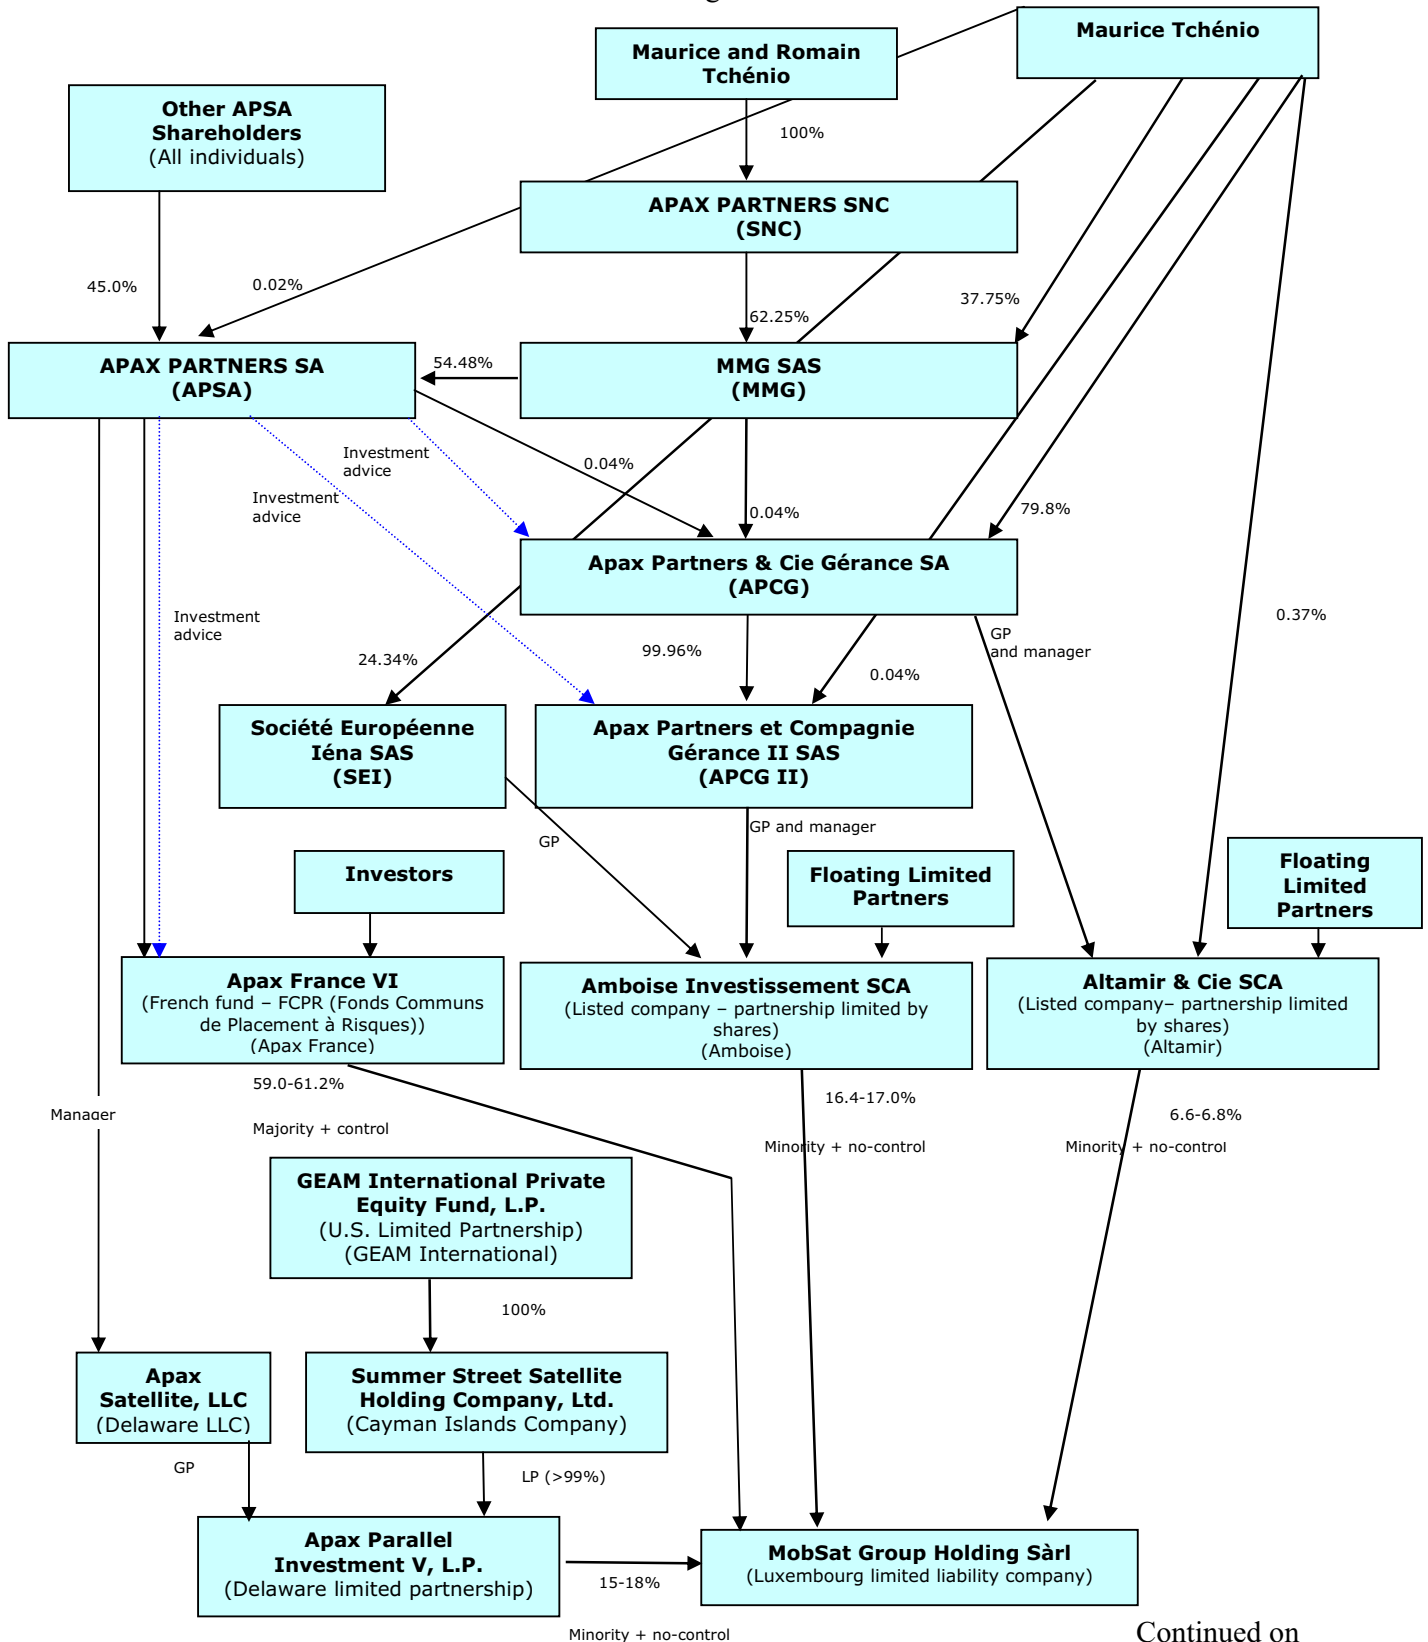 Maurice Tchénio
Maurice and Romain
Tchénio
Other APSA
Shareholders
(All individuals)
100%
APAX PARTNERS SNC
(SNC)
45.0%
0.02%
62.25%
37.75%
APAX PARTNERS SA
(APSA)
54.48%
MMG SAS
(MMG)
Investment
advice
0.04%
Investment
advice
0.04%
79.8%
Apax Partners & Cie Gérance SA
(APCG)
Investment
advice
0.37%
GP
and manager
24.34%
99.96%
0.04%
Société Européenne
Iéna SAS
(SEI)
Apax Partners et Compagnie
Gérance II SAS
(APCG II)
GP
GP and manager
Investors
Floating Limited
Partners
Floating
Limited
Partners
Apax France VI
(French fund – FCPR (Fonds Communs
de Placement à Risques))
(Apax France)
Amboise Investissement SCA
(Listed company – partnership limited by
shares)
(Amboise)
Altamir & Cie SCA
(Listed company– partnership limited
by shares)
(Altamir)
59.0-61.2%
16.4-17.0%
6.6-6.8%
Manager
Majority + control
Minority + no-control
Minority + no-control
GEAM International Private
Equity Fund, L.P.
(U.S. Limited Partnership)
(GEAM International)
100%
Apax
Satellite, LLC
(Delaware LLC)
Summer Street Satellite
Holding Company, Ltd.
(Cayman Islands Company)
GP
LP (>99%)
Apax Parallel
Investment V, L.P.
(Delaware limited partnership)
15-18%
MobSat Group Holding Sàrl
(Luxembourg limited liability company)
Minority + no-control
Continued on